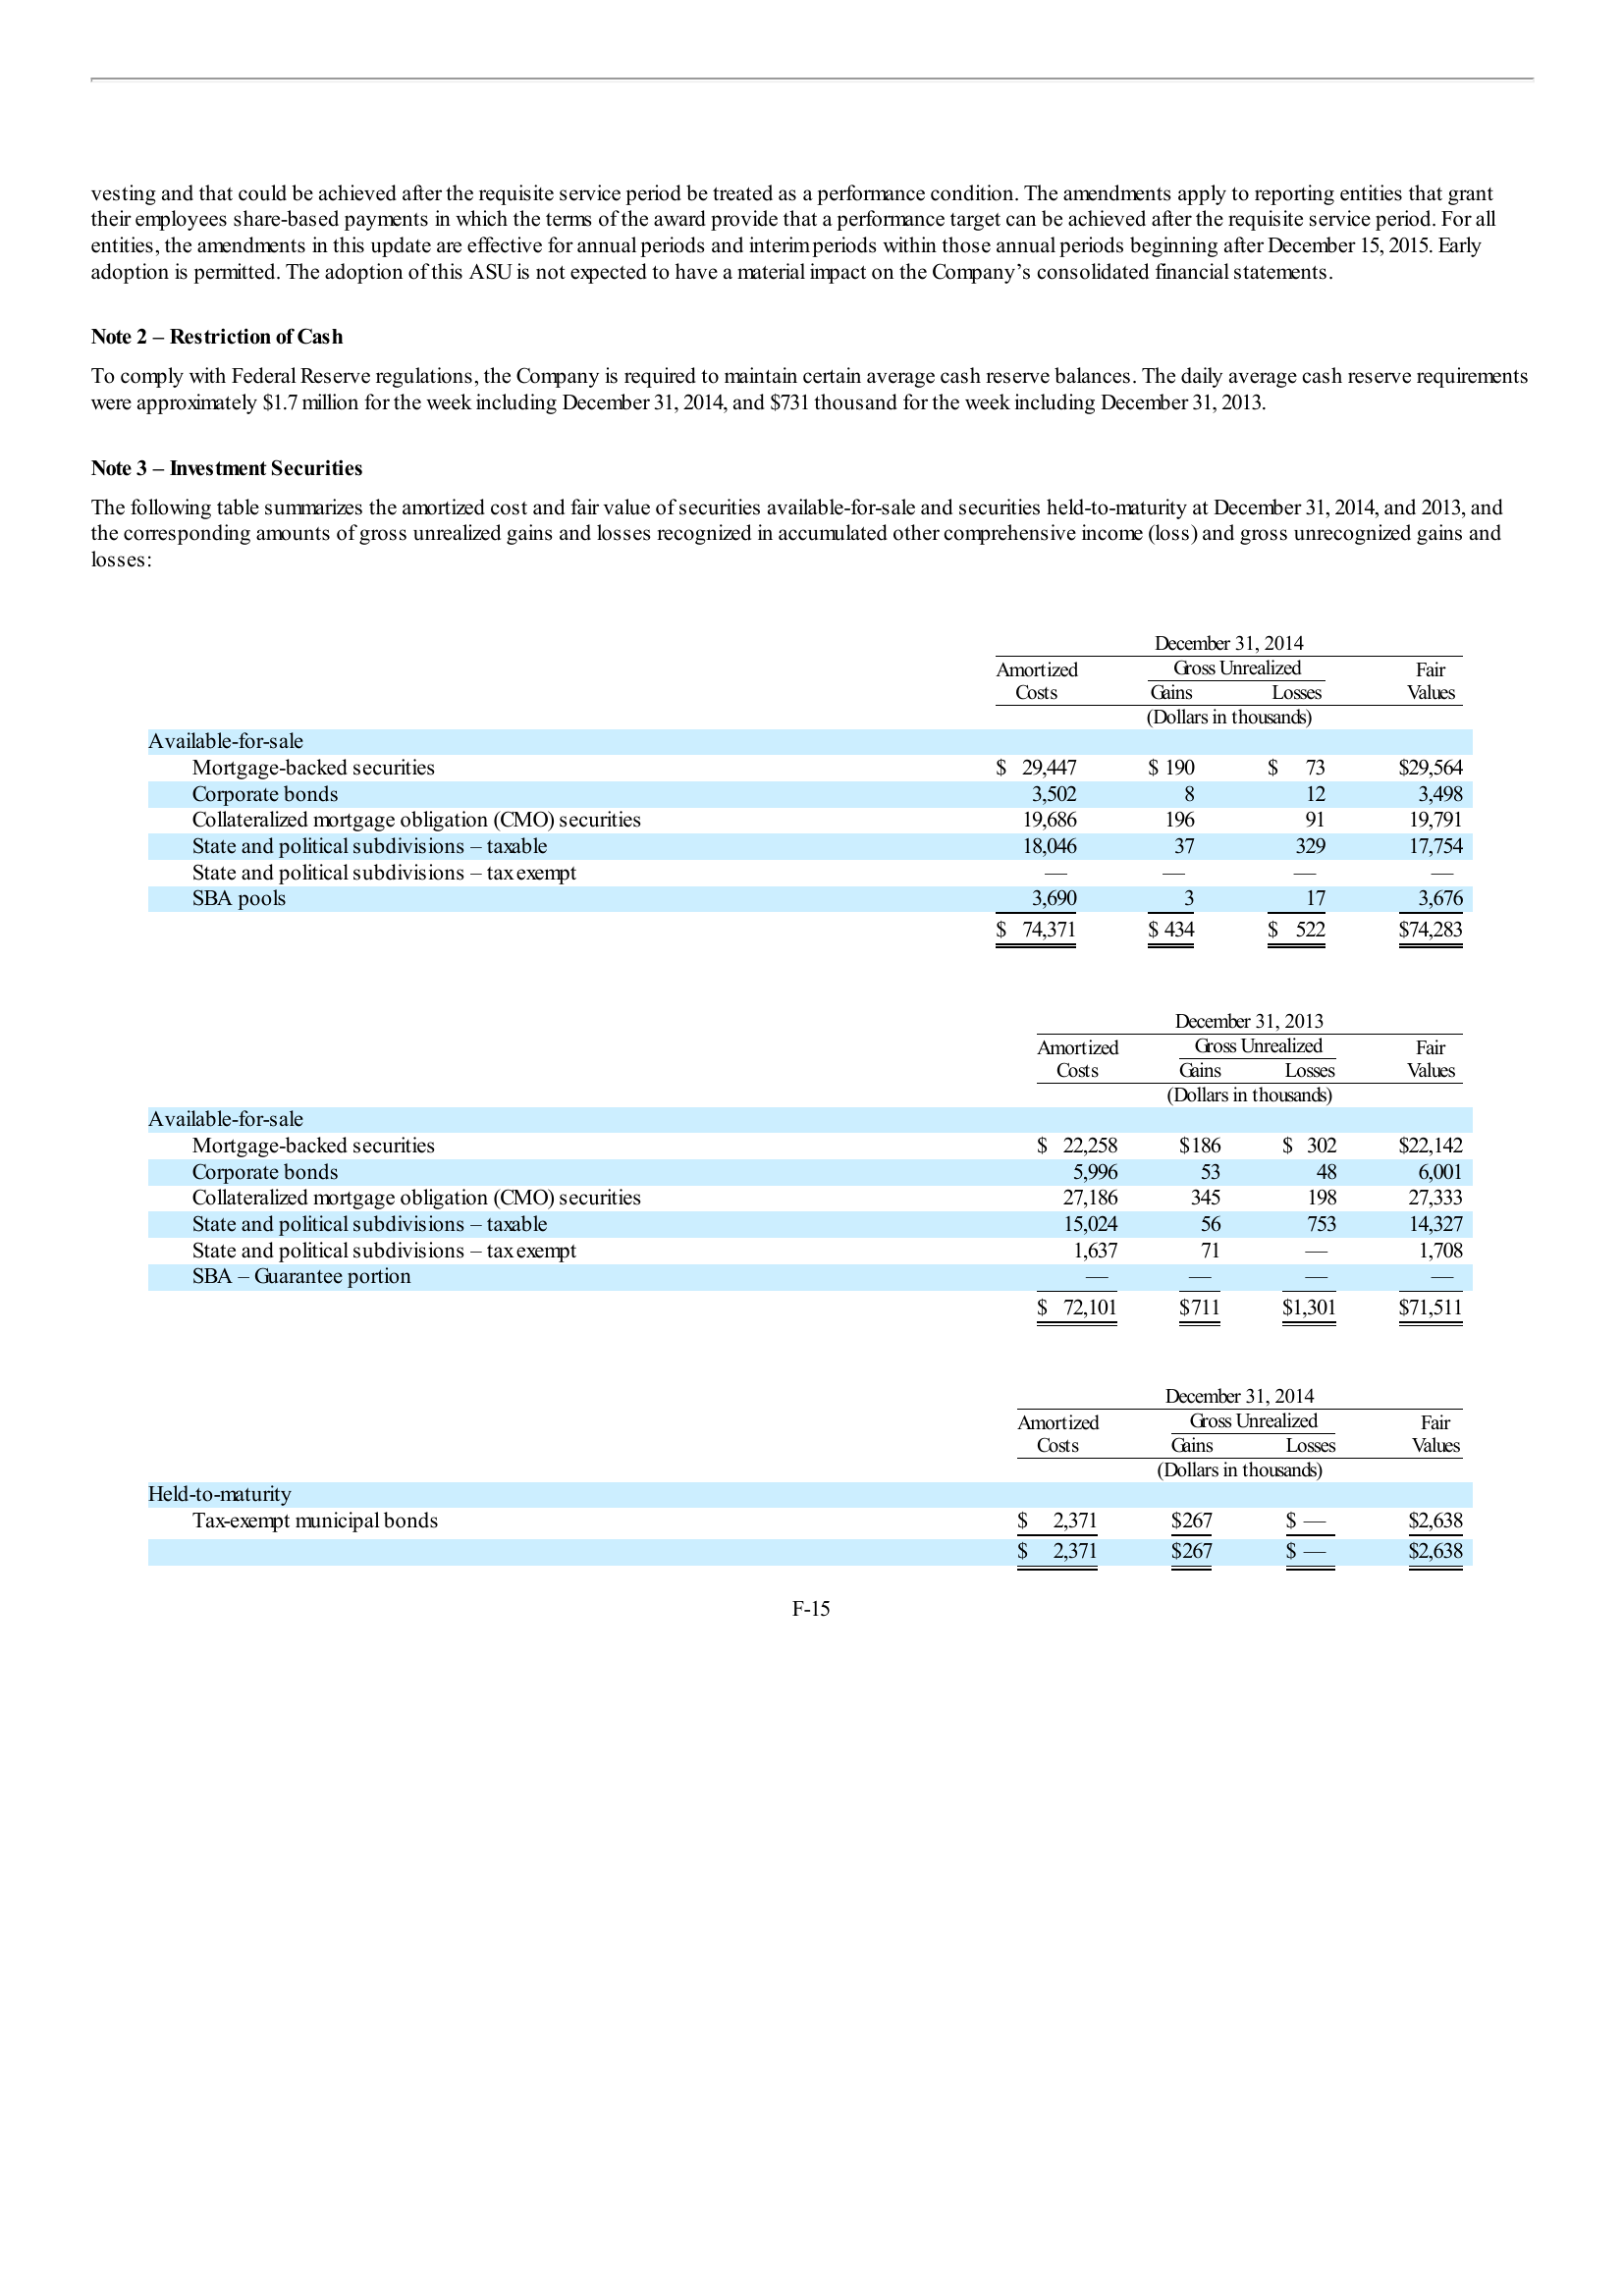 vesting and that could be achieved after the requisite service period be treated as a performance condition. The amendments apply to reporting entities that grant
their employees share-based payments in which the terms of the award provide that a performance target can be achieved after the requisite service period. For all
entities, the amendments in this update are effective for annual periods and interim periods within those annual periods beginning after December 15, 2015. Early
adoption is permitted. The adoption of this ASU is not expected to have a material impact on the Company’s consolidated financial statements.
Note 2 – Restriction of Cash
To comply with Federal Reserve regulations, the Company is required to maintain certain average cash reserve balances. The daily average cash reserve requirements
were approximately $1.7 million for the week including December 31, 2014, and $731 thousand for the week including December 31, 2013.
Note 3 – Investment Securities
The following table summarizes the amortized cost and fair value of securities available-for-sale and securities held-to-maturity at December 31, 2014, and 2013, and
the corresponding amounts of gross unrealized gains and losses recognized in accumulated other comprehensive income (loss) and gross unrecognized gains and
losses:
December 31, 2014
Amortized Gross Unrealized Fair
Costs Gains Losses Values
(Dollars in thousands)
Available-for-sale
Mortgage-backed securities $ 29,447 $ 190 $ 73 $29,564
Corporate bonds 3,502 8 12 3,498
Collateralized mortgage obligation (CMO) securities 19,686 196 91 19,791
State and political subdivisions – taxable 18,046 37 329 17,754
State and political subdivisions – tax exempt — — — —
SBA pools 3,690 3 17 3,676
$ 74,371 $ 434 $ 522 $74,283
December 31, 2013
Amortized Gross Unrealized Fair
Costs Gains Losses Values
(Dollars in thousands)
Available-for-sale
Mortgage-backed securities $ 22,258 $186 $ 302 $22,142
Corporate bonds 5,996 53 48 6,001
Collateralized mortgage obligation (CMO) securities 27,186 345 198 27,333
State and political subdivisions – taxable 15,024 56 753 14,327
State and political subdivisions – tax exempt 1,637 71 — 1,708
SBA – Guarantee portion — — — —
$ 72,101 $711 $1,301 $71,511
December 31, 2014
Amortized Gross Unrealized Fair
Costs Gains Losses Values
(Dollars in thousands)
Held-to-maturity
Tax-exempt municipal bonds $ 2,371 $267 $ — $2,638
$ 2,371 $267 $ — $2,638
F-15